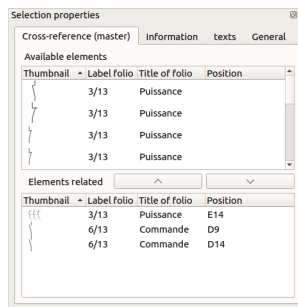 Selection properties
Cross-reference (master) Information texts General
Available elements
Thumbnail Label folio Title of folio Position
3/13 Puissance
3/13 Puissance
3/13 Puissance
3/13 Puissance
Elements related
Thumbnail Label folio Title of folio Position
3/13 Puissance E14
6/13 Commande D9
6/13 Commande D14